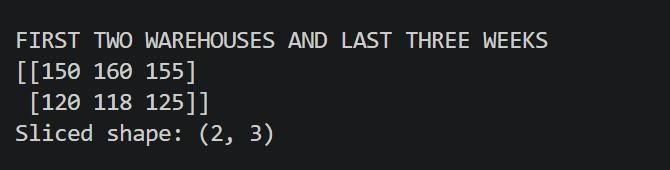 FIRST TWO WAREHOUSES AND LAST THREE WEEKS
[[150 160 155]
 [120 118 125]]
Sliced shape: (2, 3)